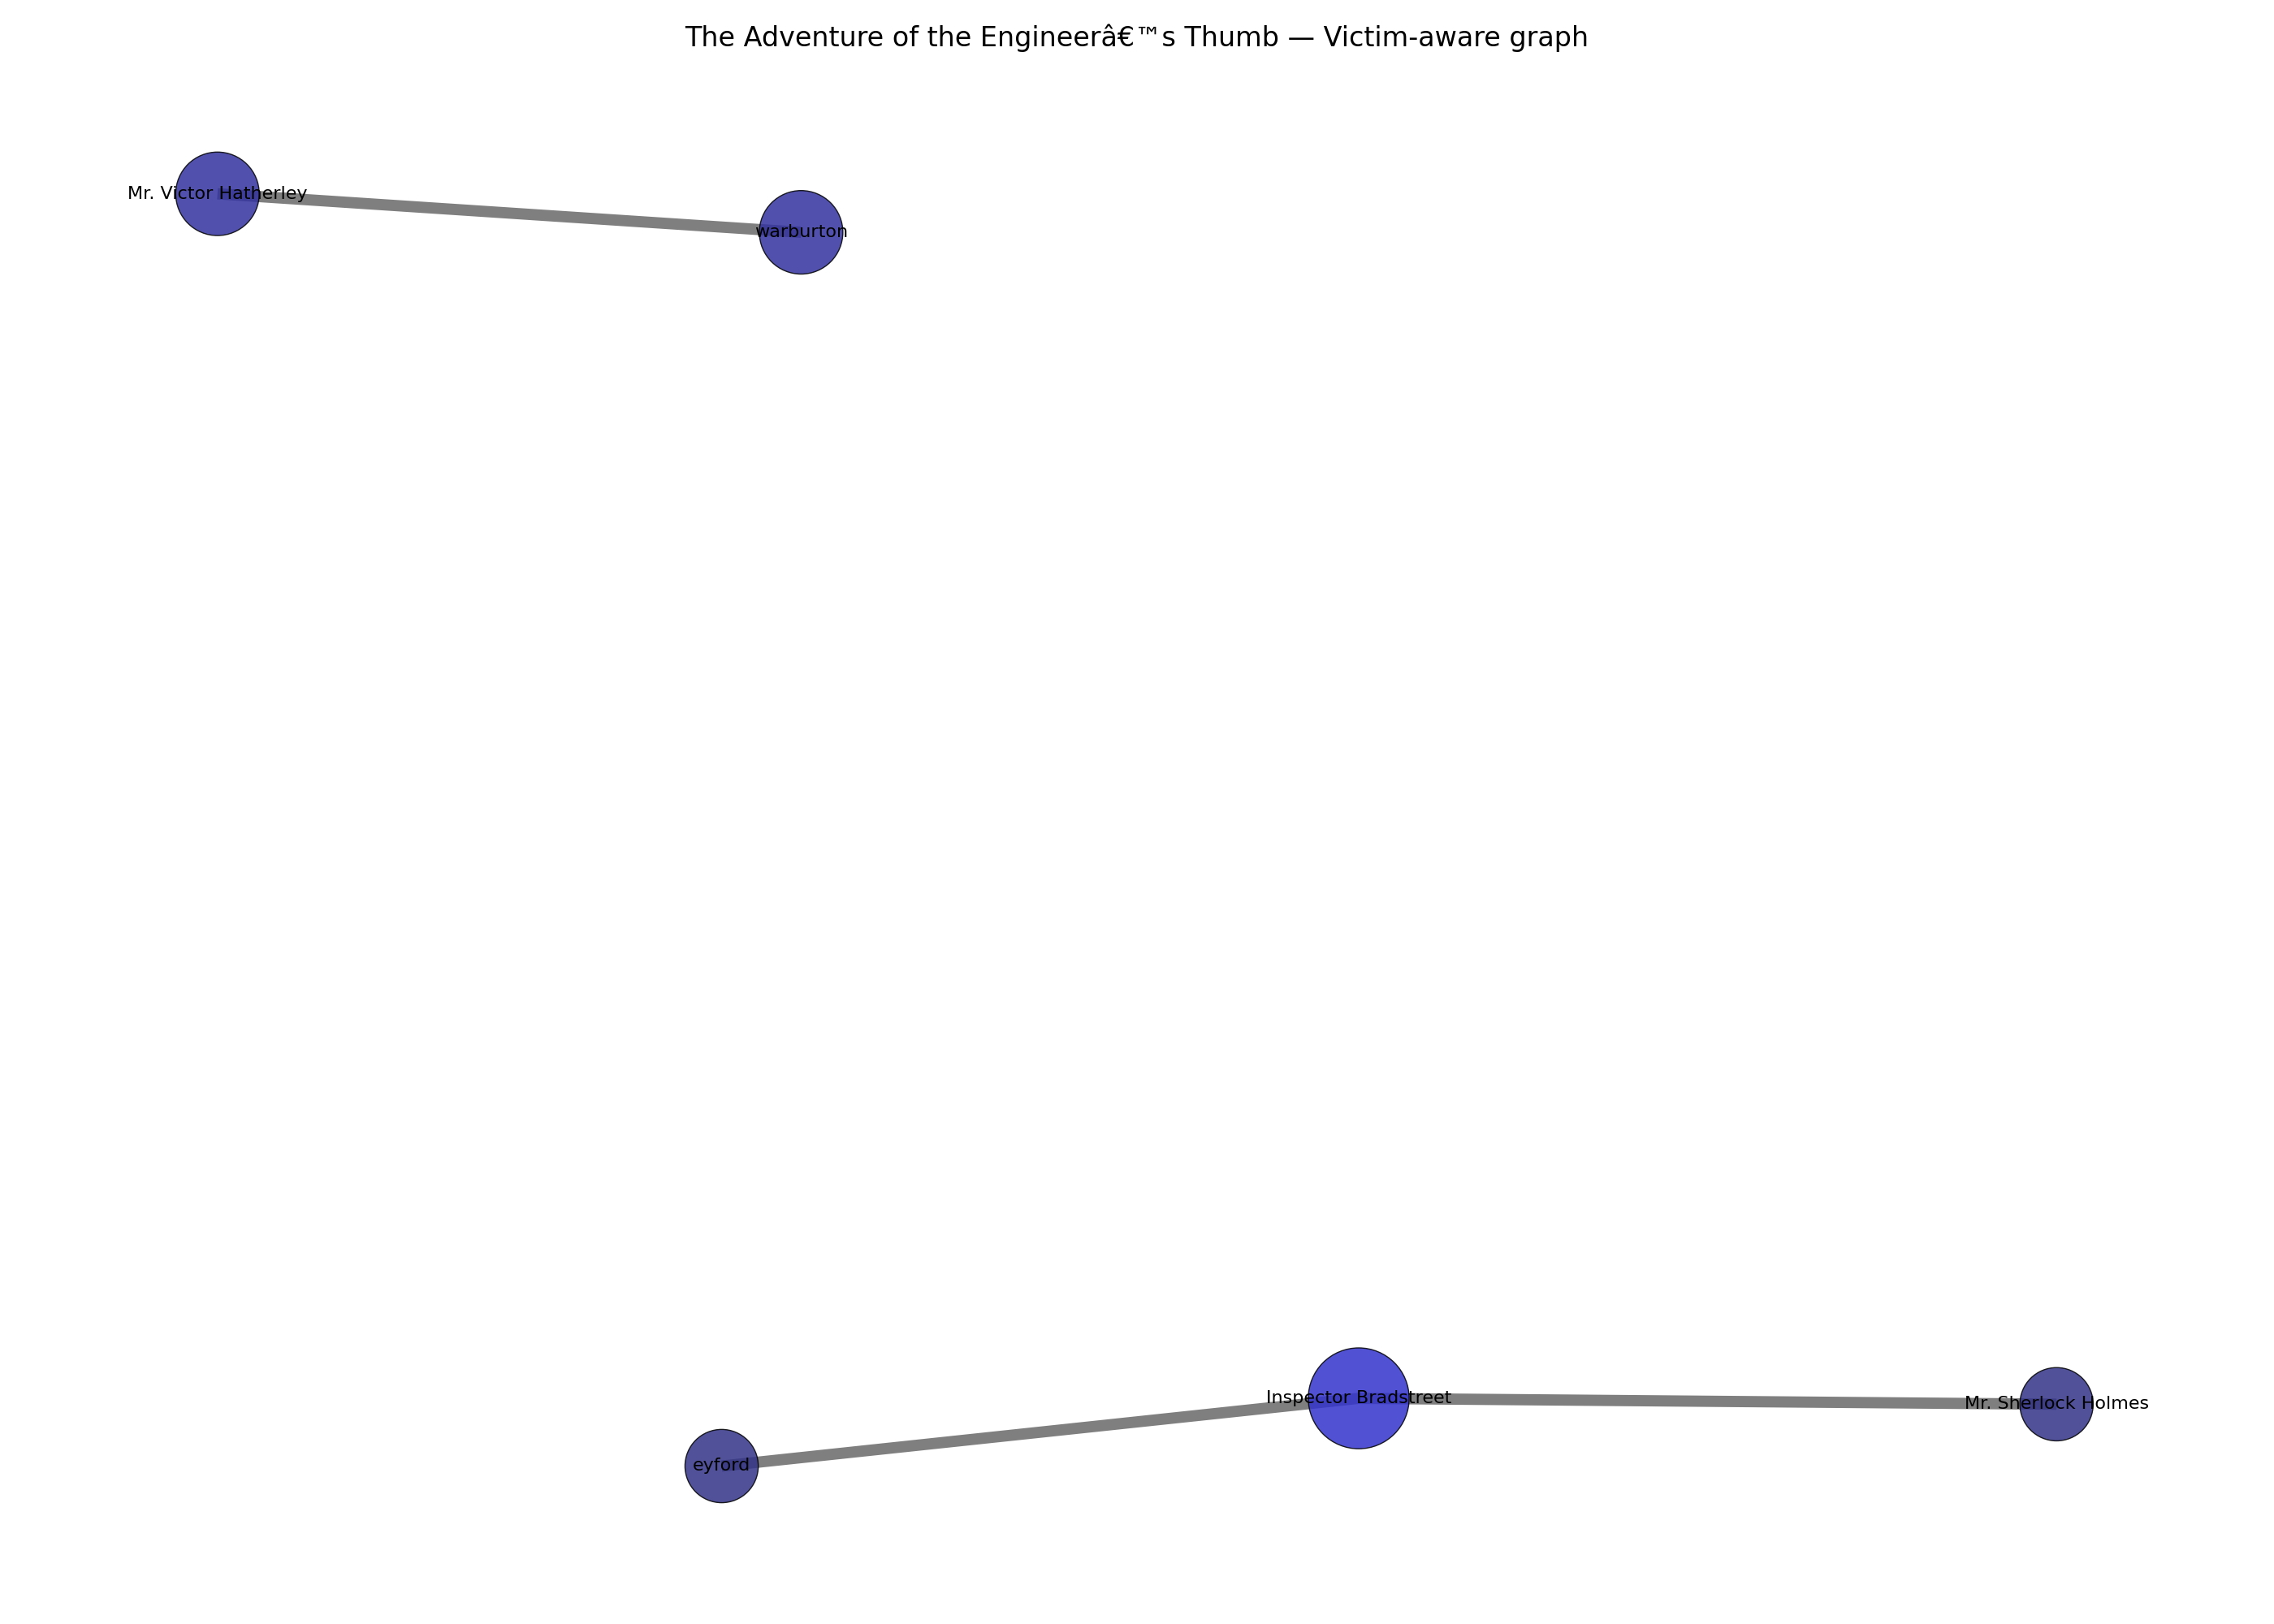 The Adventure of the Engineerâ€™s Thumb — Victim-aware graph
Mr. Victor Hatherley
warburton
Inspector Bradstreet
Mr. Sherlock Holmes
eyford